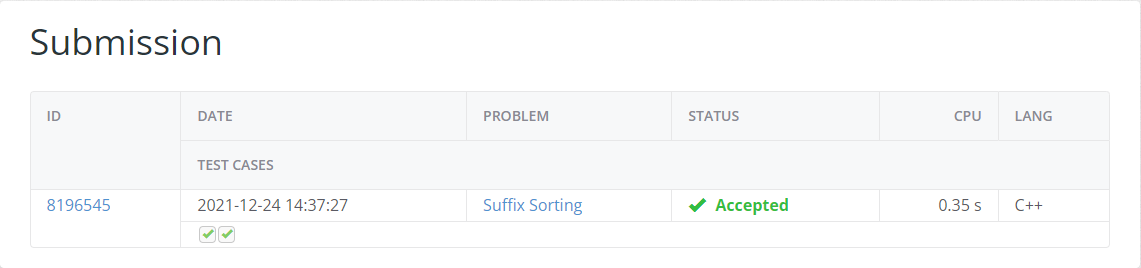 Submission
ID DATE PROBLEM STATUS CPU LANG
TEST CASES
8196545 2021-12-24 14:37:27 Suffix Sorting Accepted 0.35 s C++